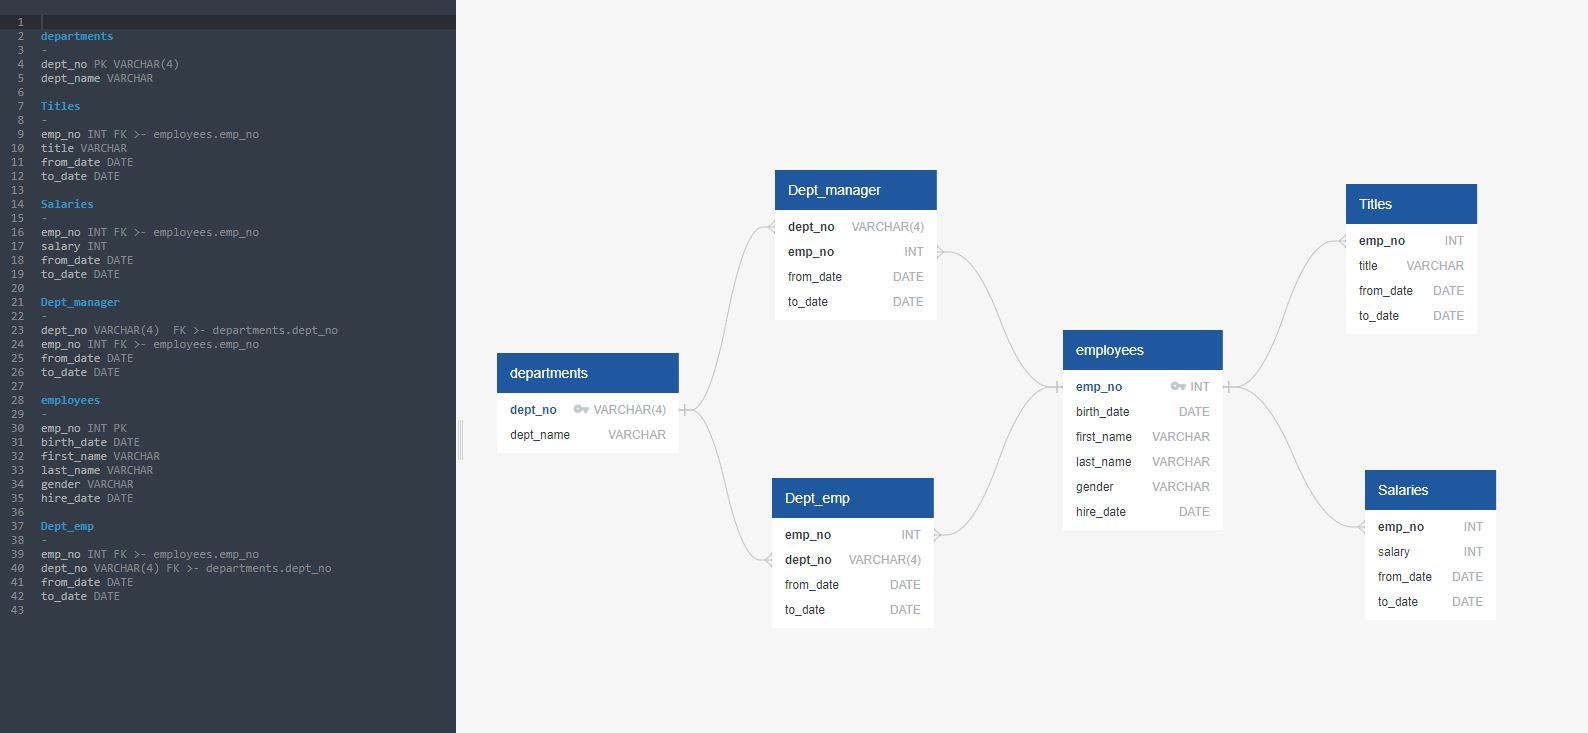 1
2 departments
3 -
4 dept_no PK VARCHAR(4)
5 dept_name VARCHAR
6
7 Titles
8 -
9 emp_no INT FK >- employees.emp_no
10 title VARCHAR
11 from_date DATE
12 to_date DATE
13
14 Salaries
15 -
16 emp_no INT FK >- employees.emp_no
17 salary INT
18 from_date DATE
19 to_date DATE
20
21 Dept_manager
22 -
23 dept_no VARCHAR(4)  FK >- departments.dept_no
24 emp_no INT FK >- employees.emp_no
25 from_date DATE
26 to_date DATE
27
28 employees
29 -
30 emp_no INT PK
31 birth_date DATE
32 first_name VARCHAR
33 last_name VARCHAR
34 gender VARCHAR
35 hire_date DATE
36
37 Dept_emp
38 -
39 emp_no INT FK >- employees.emp_no
40 dept_no VARCHAR(4) FK >- departments.dept_no
41 from_date DATE
42 to_date DATE
43
departments
dept_no VARCHAR(4)
dept_name VARCHAR
Dept_manager
dept_no VARCHAR(4)
emp_no INT
from_date DATE
to_date DATE
Dept_emp
emp_no INT
dept_no VARCHAR(4)
from_date DATE
to_date DATE
employees
emp_no INT
birth_date DATE
first_name VARCHAR
last_name VARCHAR
gender VARCHAR
hire_date DATE
Titles
emp_no INT
title VARCHAR
from_date DATE
to_date DATE
Salaries
emp_no INT
salary INT
from_date DATE
to_date DATE